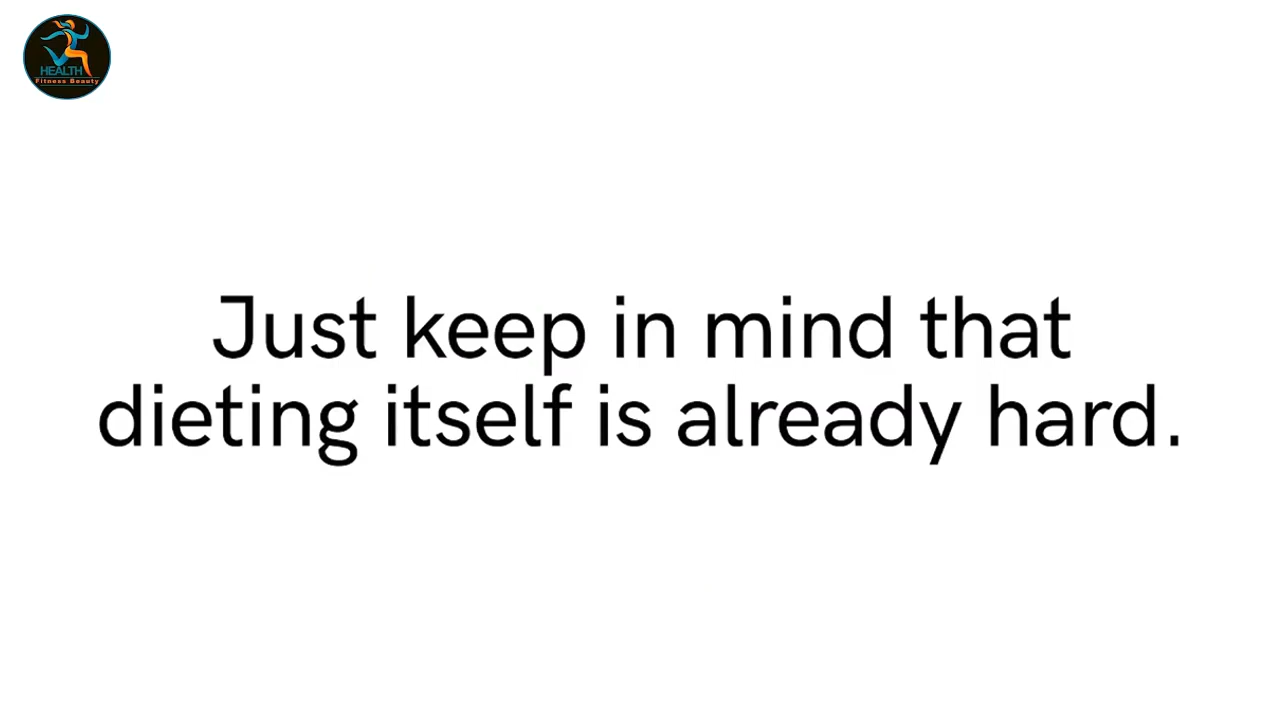 HEALTH
Fitness Beauty
Just keep in mind that
dieting itself is already hard.